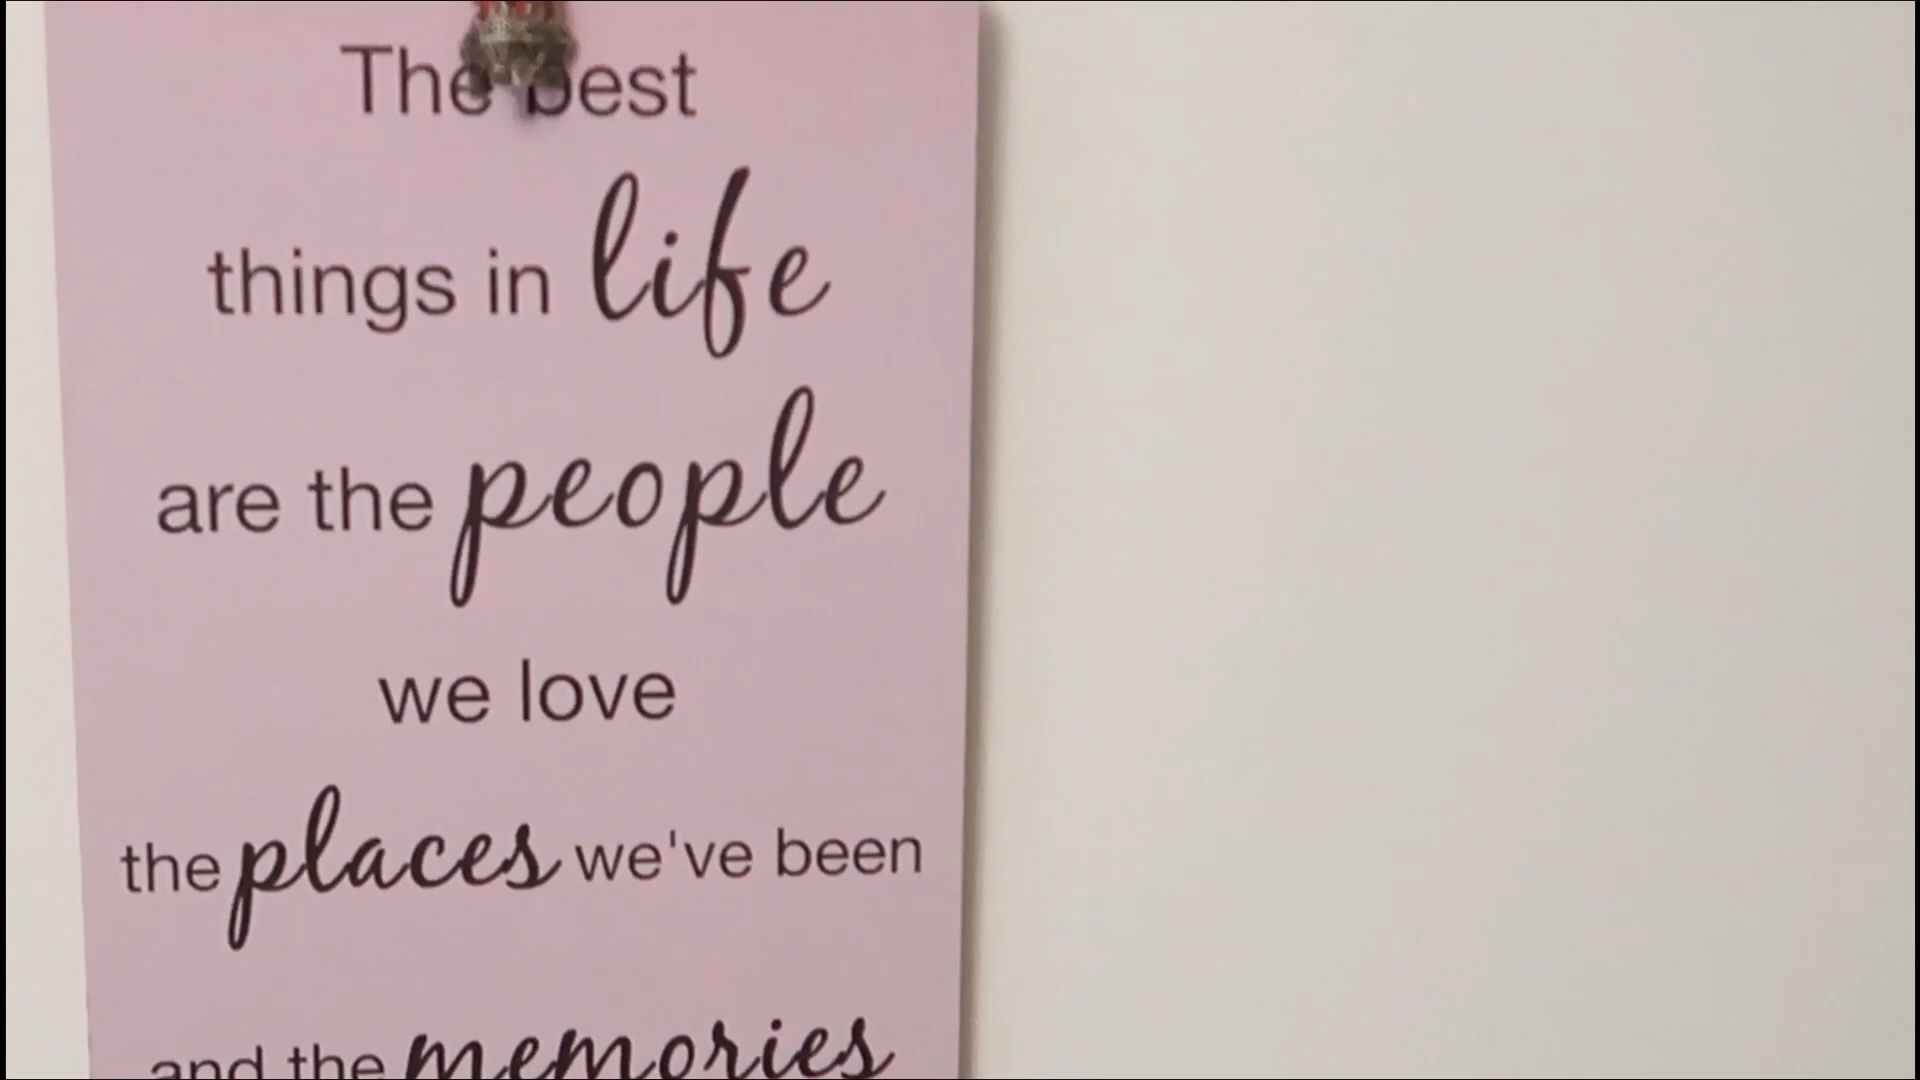 The best
things in life
are the people
we love
the places we've been
and the memories